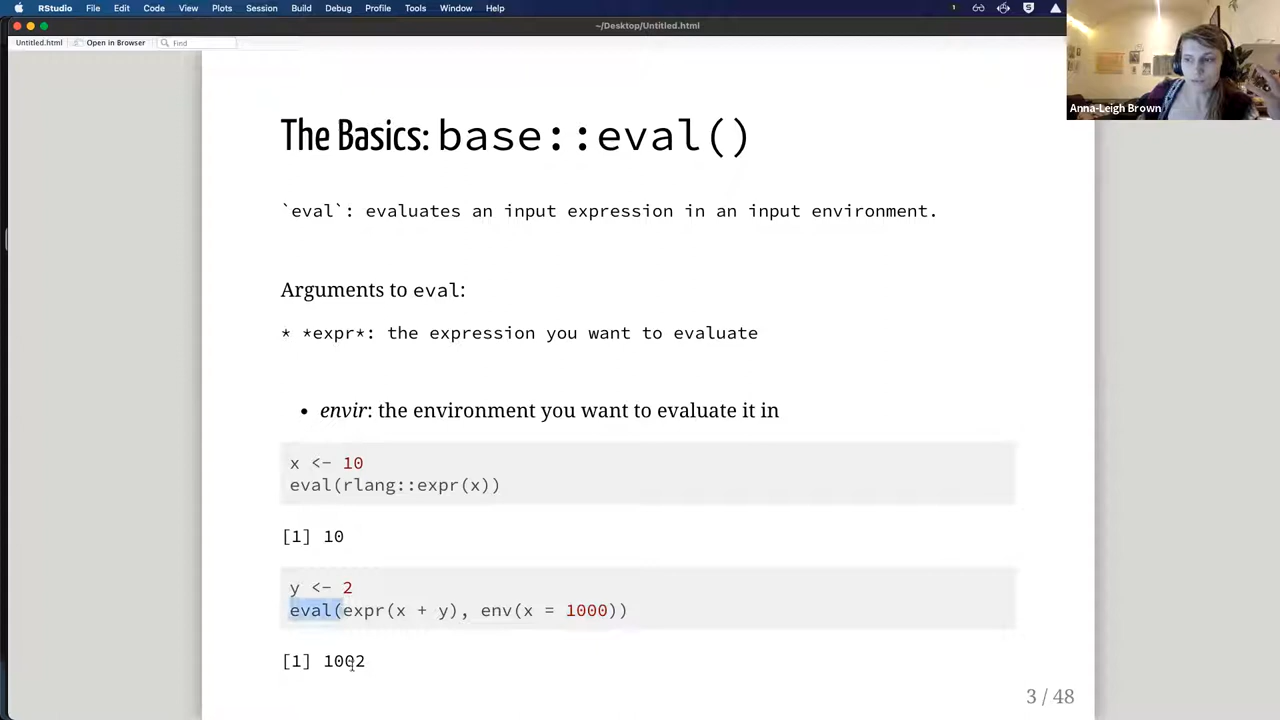 RStudio File Edit Code View Plots Session Build Debug Profile Tools Window Help
~/Desktop/Untitled.html
Untitled.html Open in Browser Find
Anna-Leigh Brown
The Basics: base::eval()
`eval`: evaluates an input expression in an input environment.
Arguments to eval:
* *expr*: the expression you want to evaluate
• envir: the environment you want to evaluate it in
x <- 10
eval(rlang::expr(x))
[1] 10
y <- 2
eval(expr(x + y), env(x = 1000))
[1] 1002
3 / 48